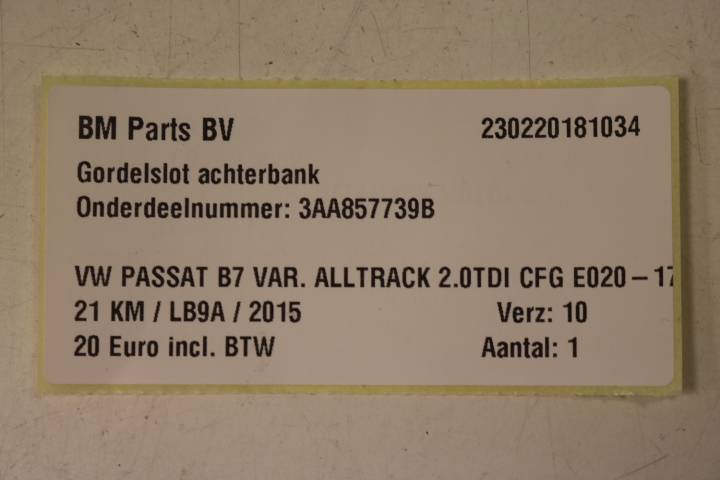 BM Parts BV 230220181034
Gordelslot achterbank
Onderdeelnummer: 3AA857739B
VW PASSAT B7 VAR. ALLTRACK 2.0TDI CFG E020-17
21 KM / LB9A / 2015 Verz: 10
20 Euro incl. BTW Aantal: 1